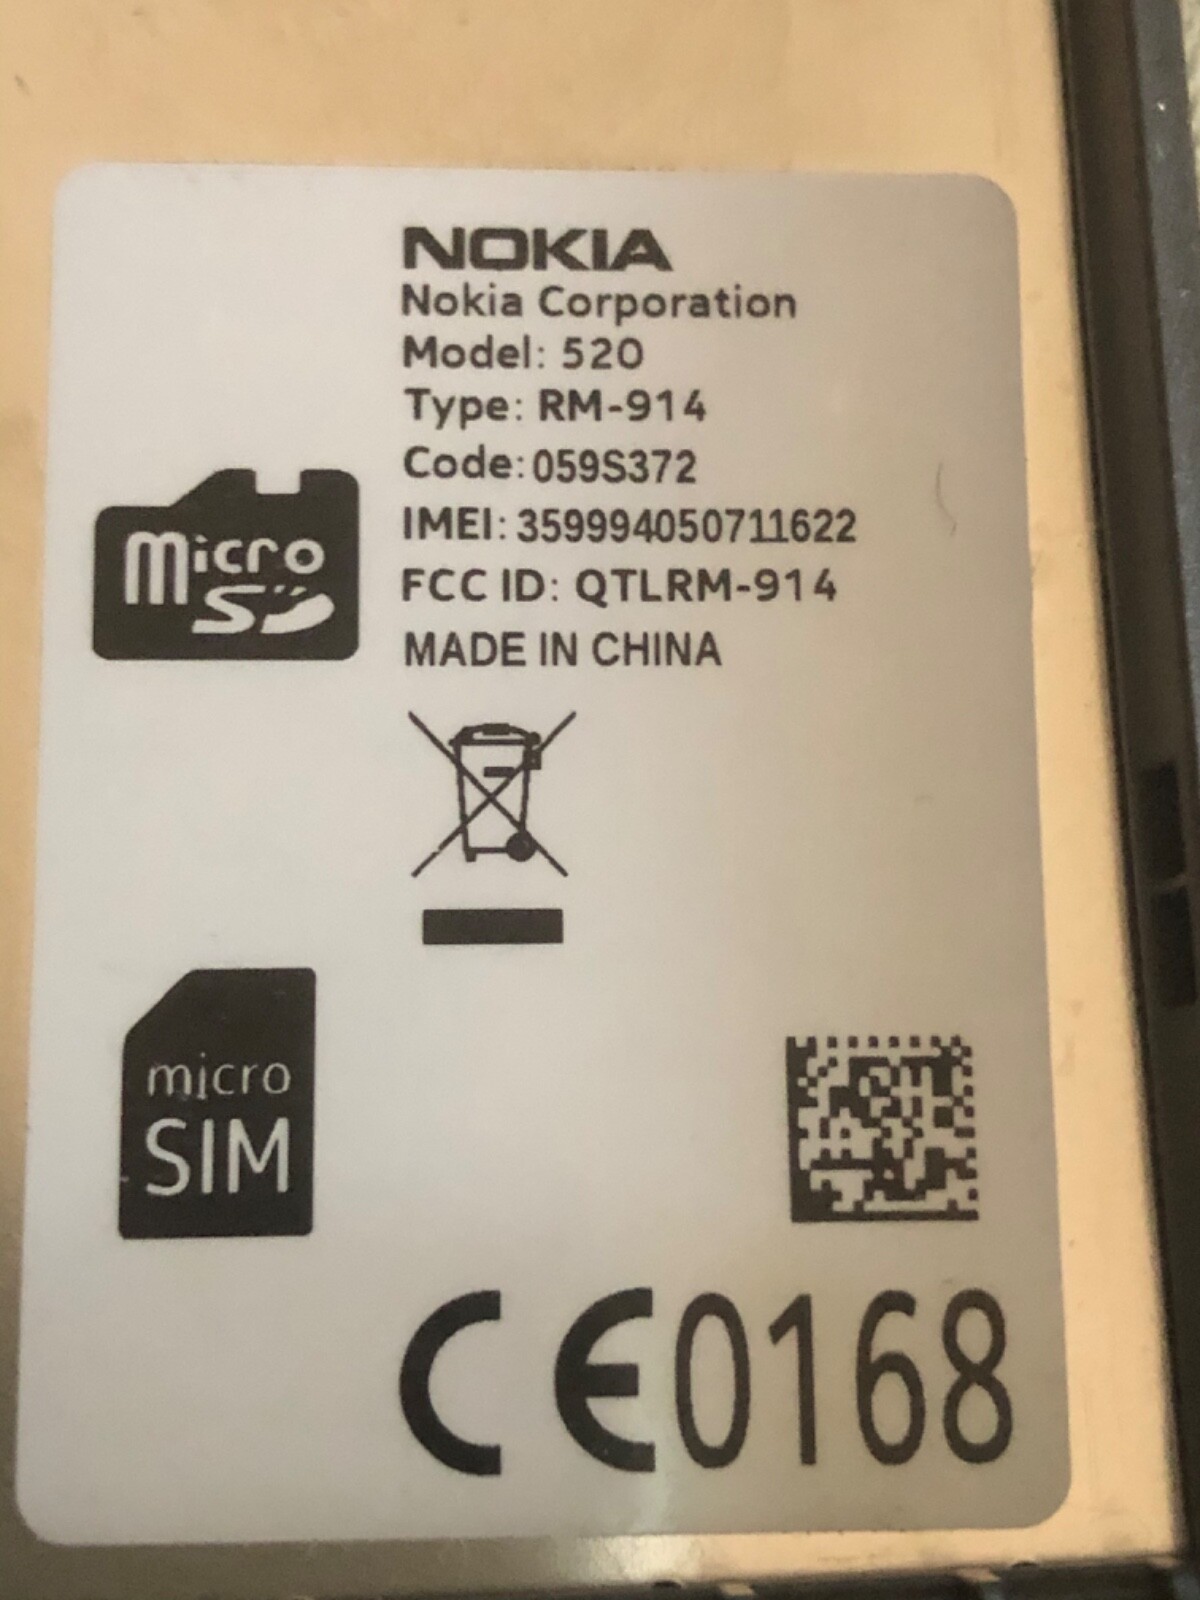 NOKIA
Nokia Corporation
Model: 520
Type: RM-914
Code: 059S372
IMEI: 359994050711622
FCC ID: QTLRM-914
MADE IN CHINA
micro
SD
micro
SIM
CE0168